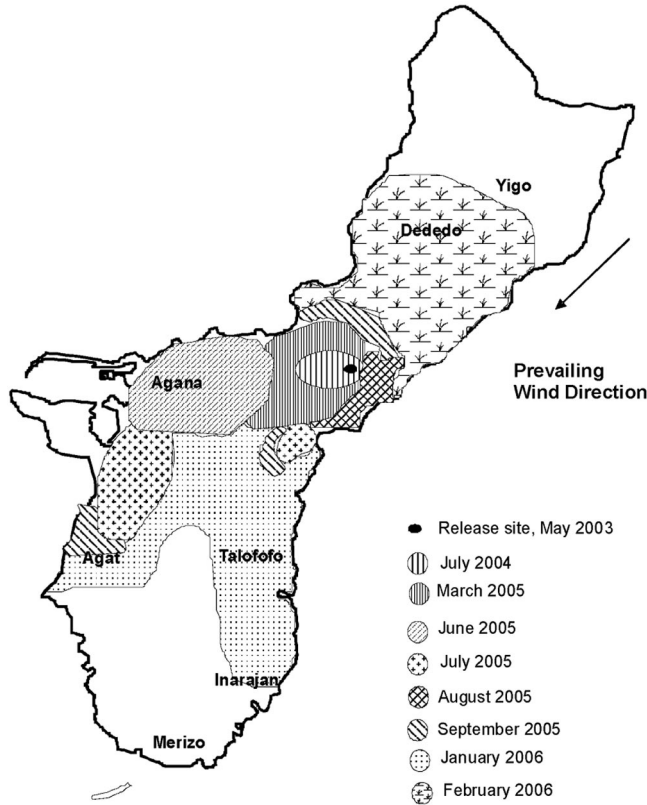 Yigo
Dededo
Prevailing
Wind Direction
Agana
Agat
Talofofo
Inarajan
Merizo
Release site, May 2003
July 2004
March 2005
June 2005
July 2005
August 2005
September 2005
January 2006
February 2006